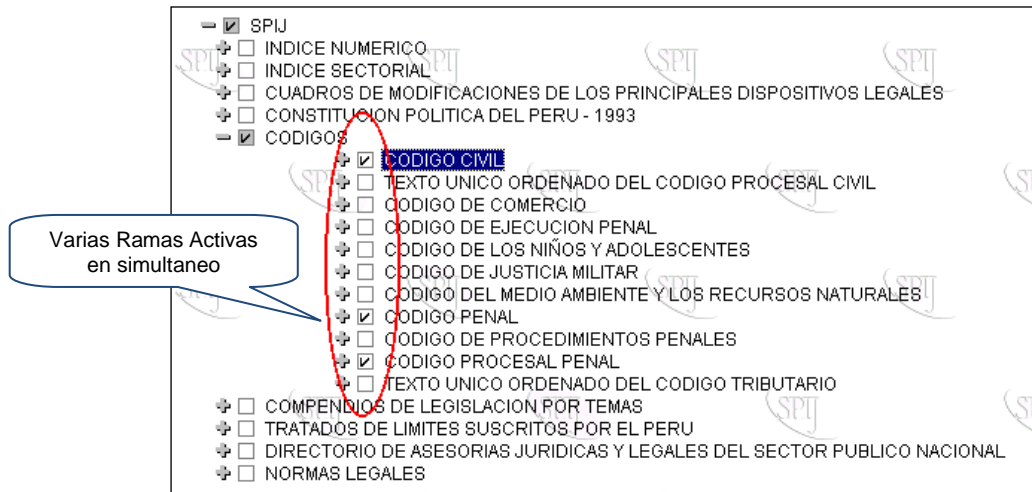 SPIJ
INDICE NUMERICO
INDICE SECTORIAL
CUADROS DE MODIFICACIONES DE LOS PRINCIPALES DISPOSITIVOS LEGALES
CONSTITUCION POLITICA DEL PERU - 1993
CODIGOS
CODIGO CIVIL
TEXTO UNICO ORDENADO DEL CODIGO PROCESAL CIVIL
CODIGO DE COMERCIO
CODIGO DE EJECUCION PENAL
CODIGO DE LOS NIÑOS Y ADOLESCENTES
CODIGO DE JUSTICIA MILITAR
CODIGO DEL MEDIO AMBIENTE Y LOS RECURSOS NATURALES
CODIGO PENAL
CODIGO DE PROCEDIMIENTOS PENALES
CODIGO PROCESAL PENAL
TEXTO UNICO ORDENADO DEL CODIGO TRIBUTARIO
COMPENDIOS DE LEGISLACION POR TEMAS
TRATADOS DE LIMITES SUSCRITOS POR EL PERU
DIRECTORIO DE ASESORIAS JURIDICAS Y LEGALES DEL SECTOR PUBLICO NACIONAL
NORMAS LEGALES
Varias Ramas Activas
en simultaneo